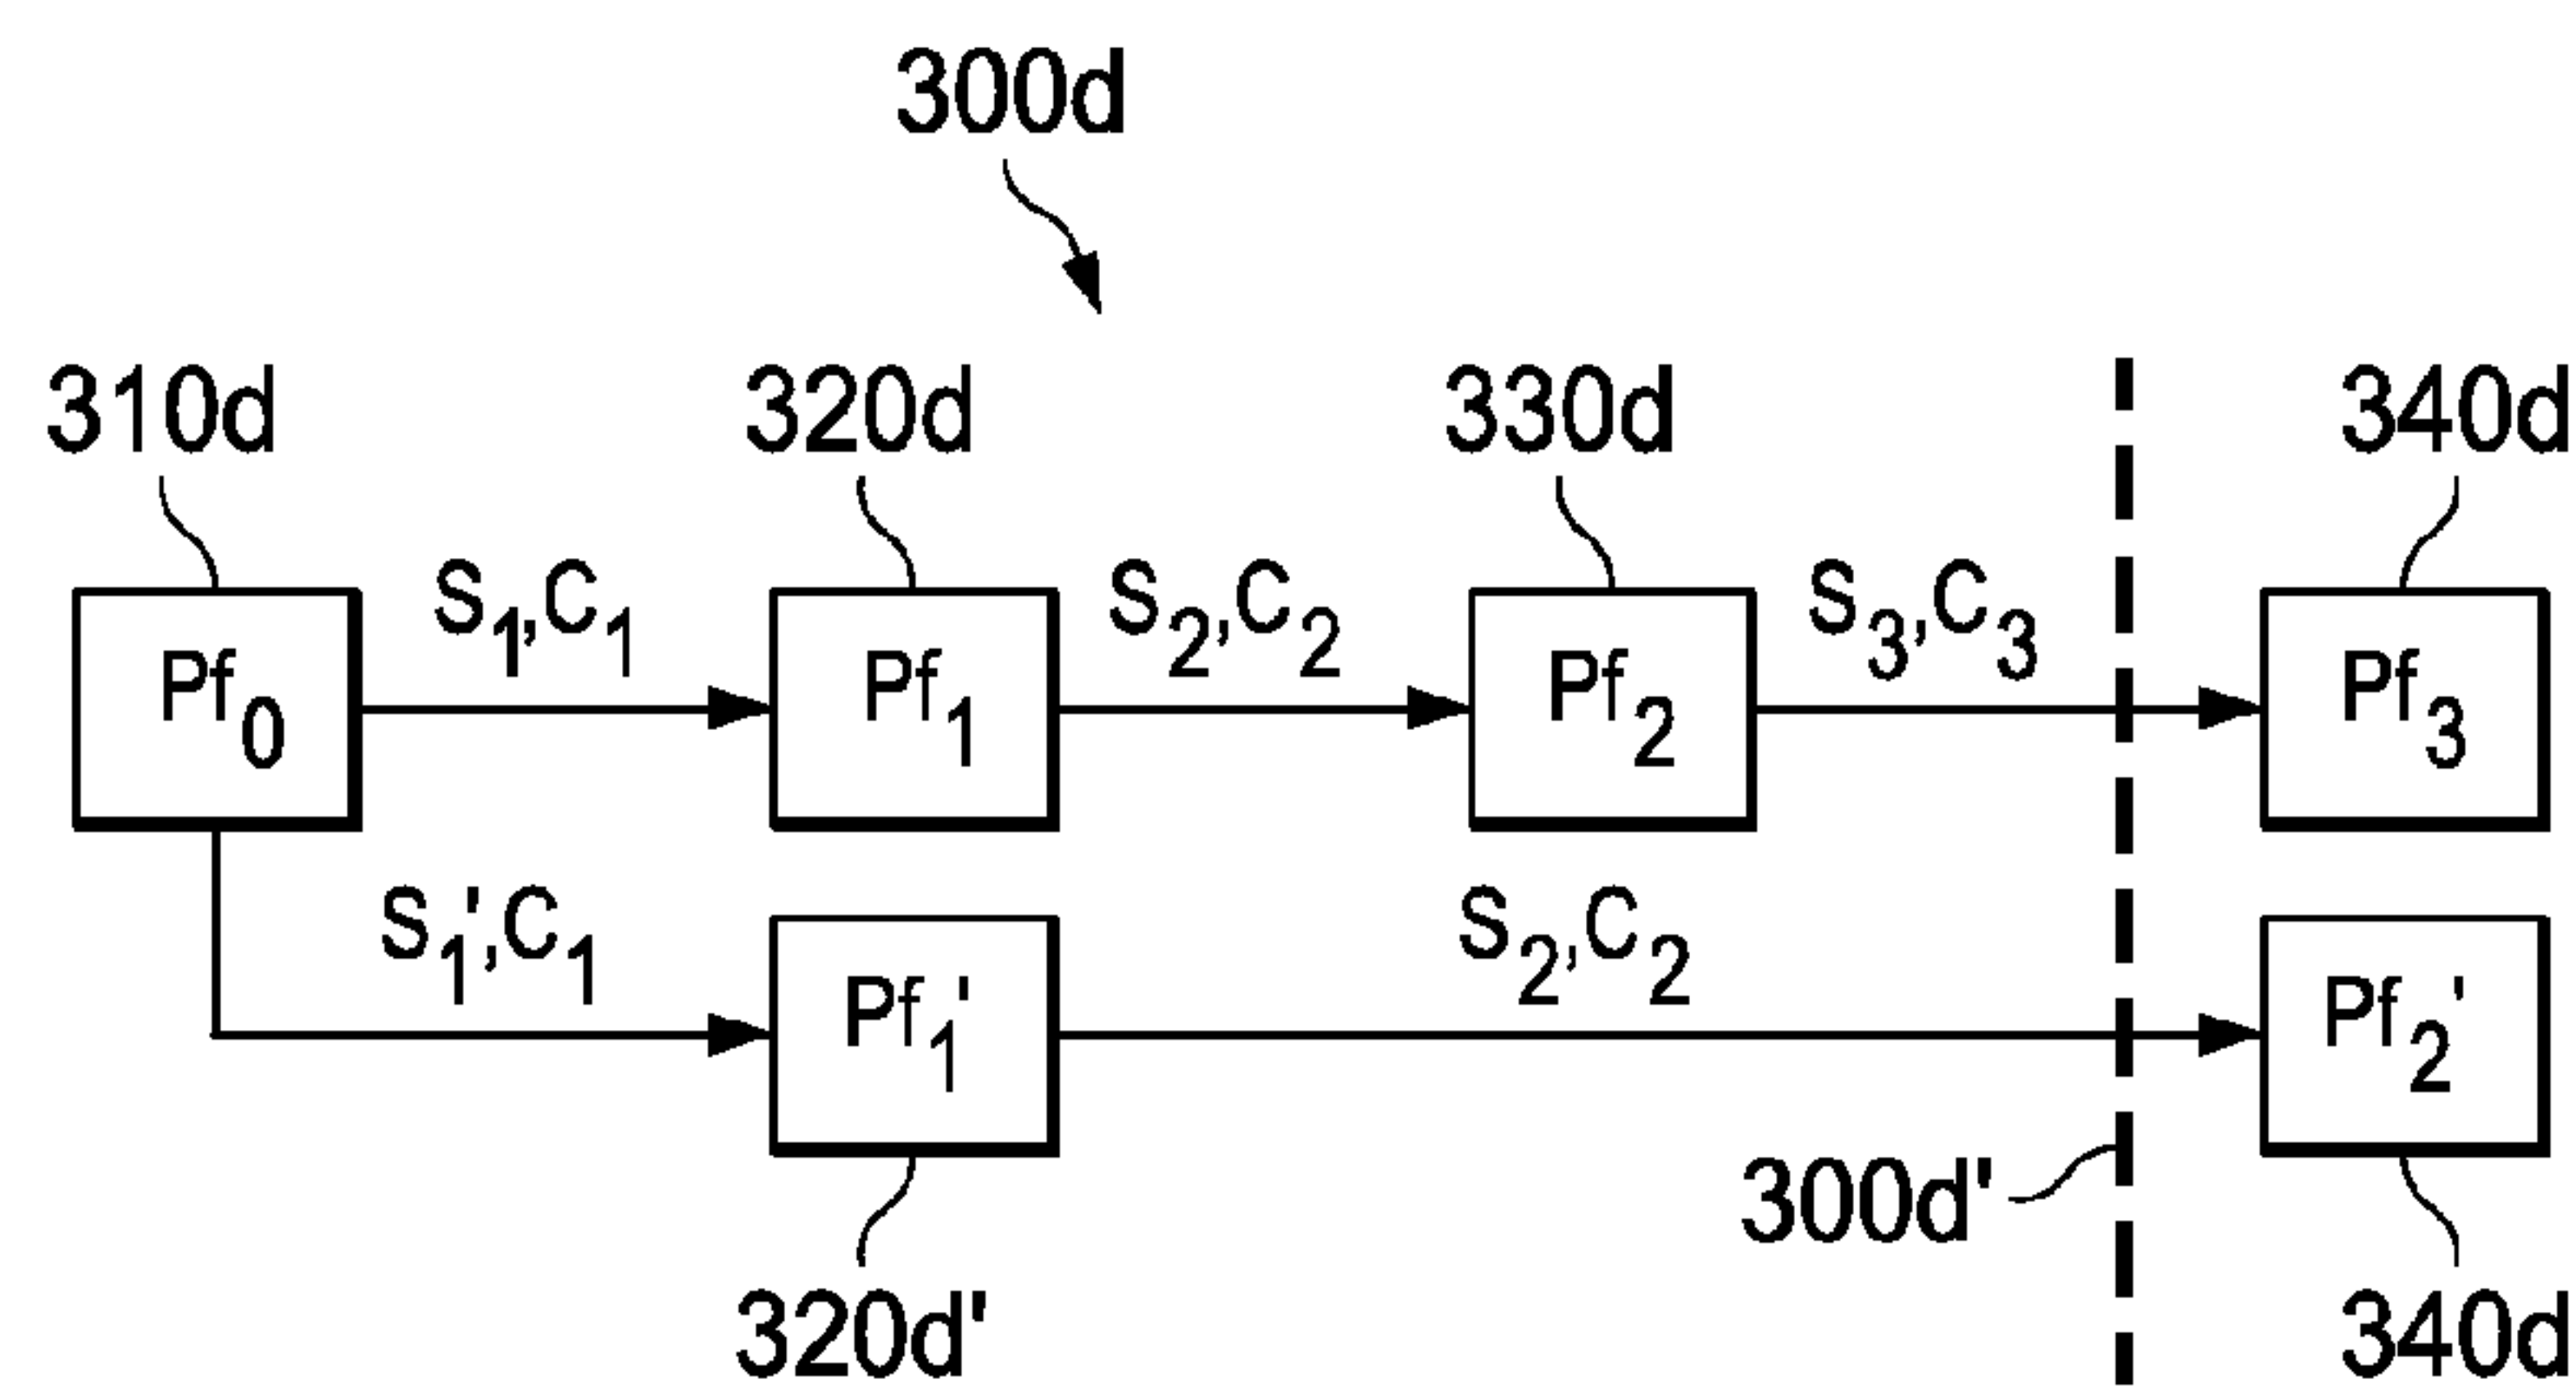 300d
310d 320d 330d 340d
S1,C1 S2,C2 S3,C3
Pf0 Pf1 Pf2 Pf3
S1',C1 S2,C2
Pf1' Pf2'
300d'
320d' 340d